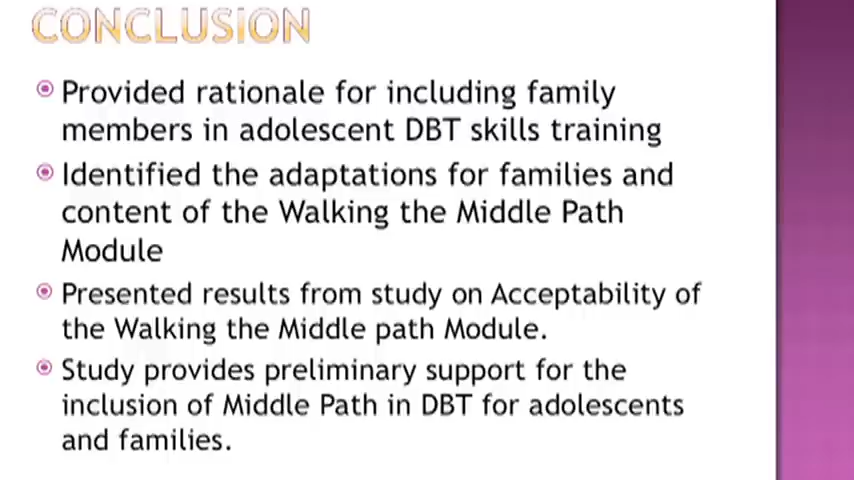 CONCLUSION
Provided rationale for including family
members in adolescent DBT skills training
Identified the adaptations for families and
content of the Walking the Middle Path
Module
Presented results from study on Acceptability of
the Walking the Middle path Module.
Study provides preliminary support for the
inclusion of Middle Path in DBT for adolescents
and families.